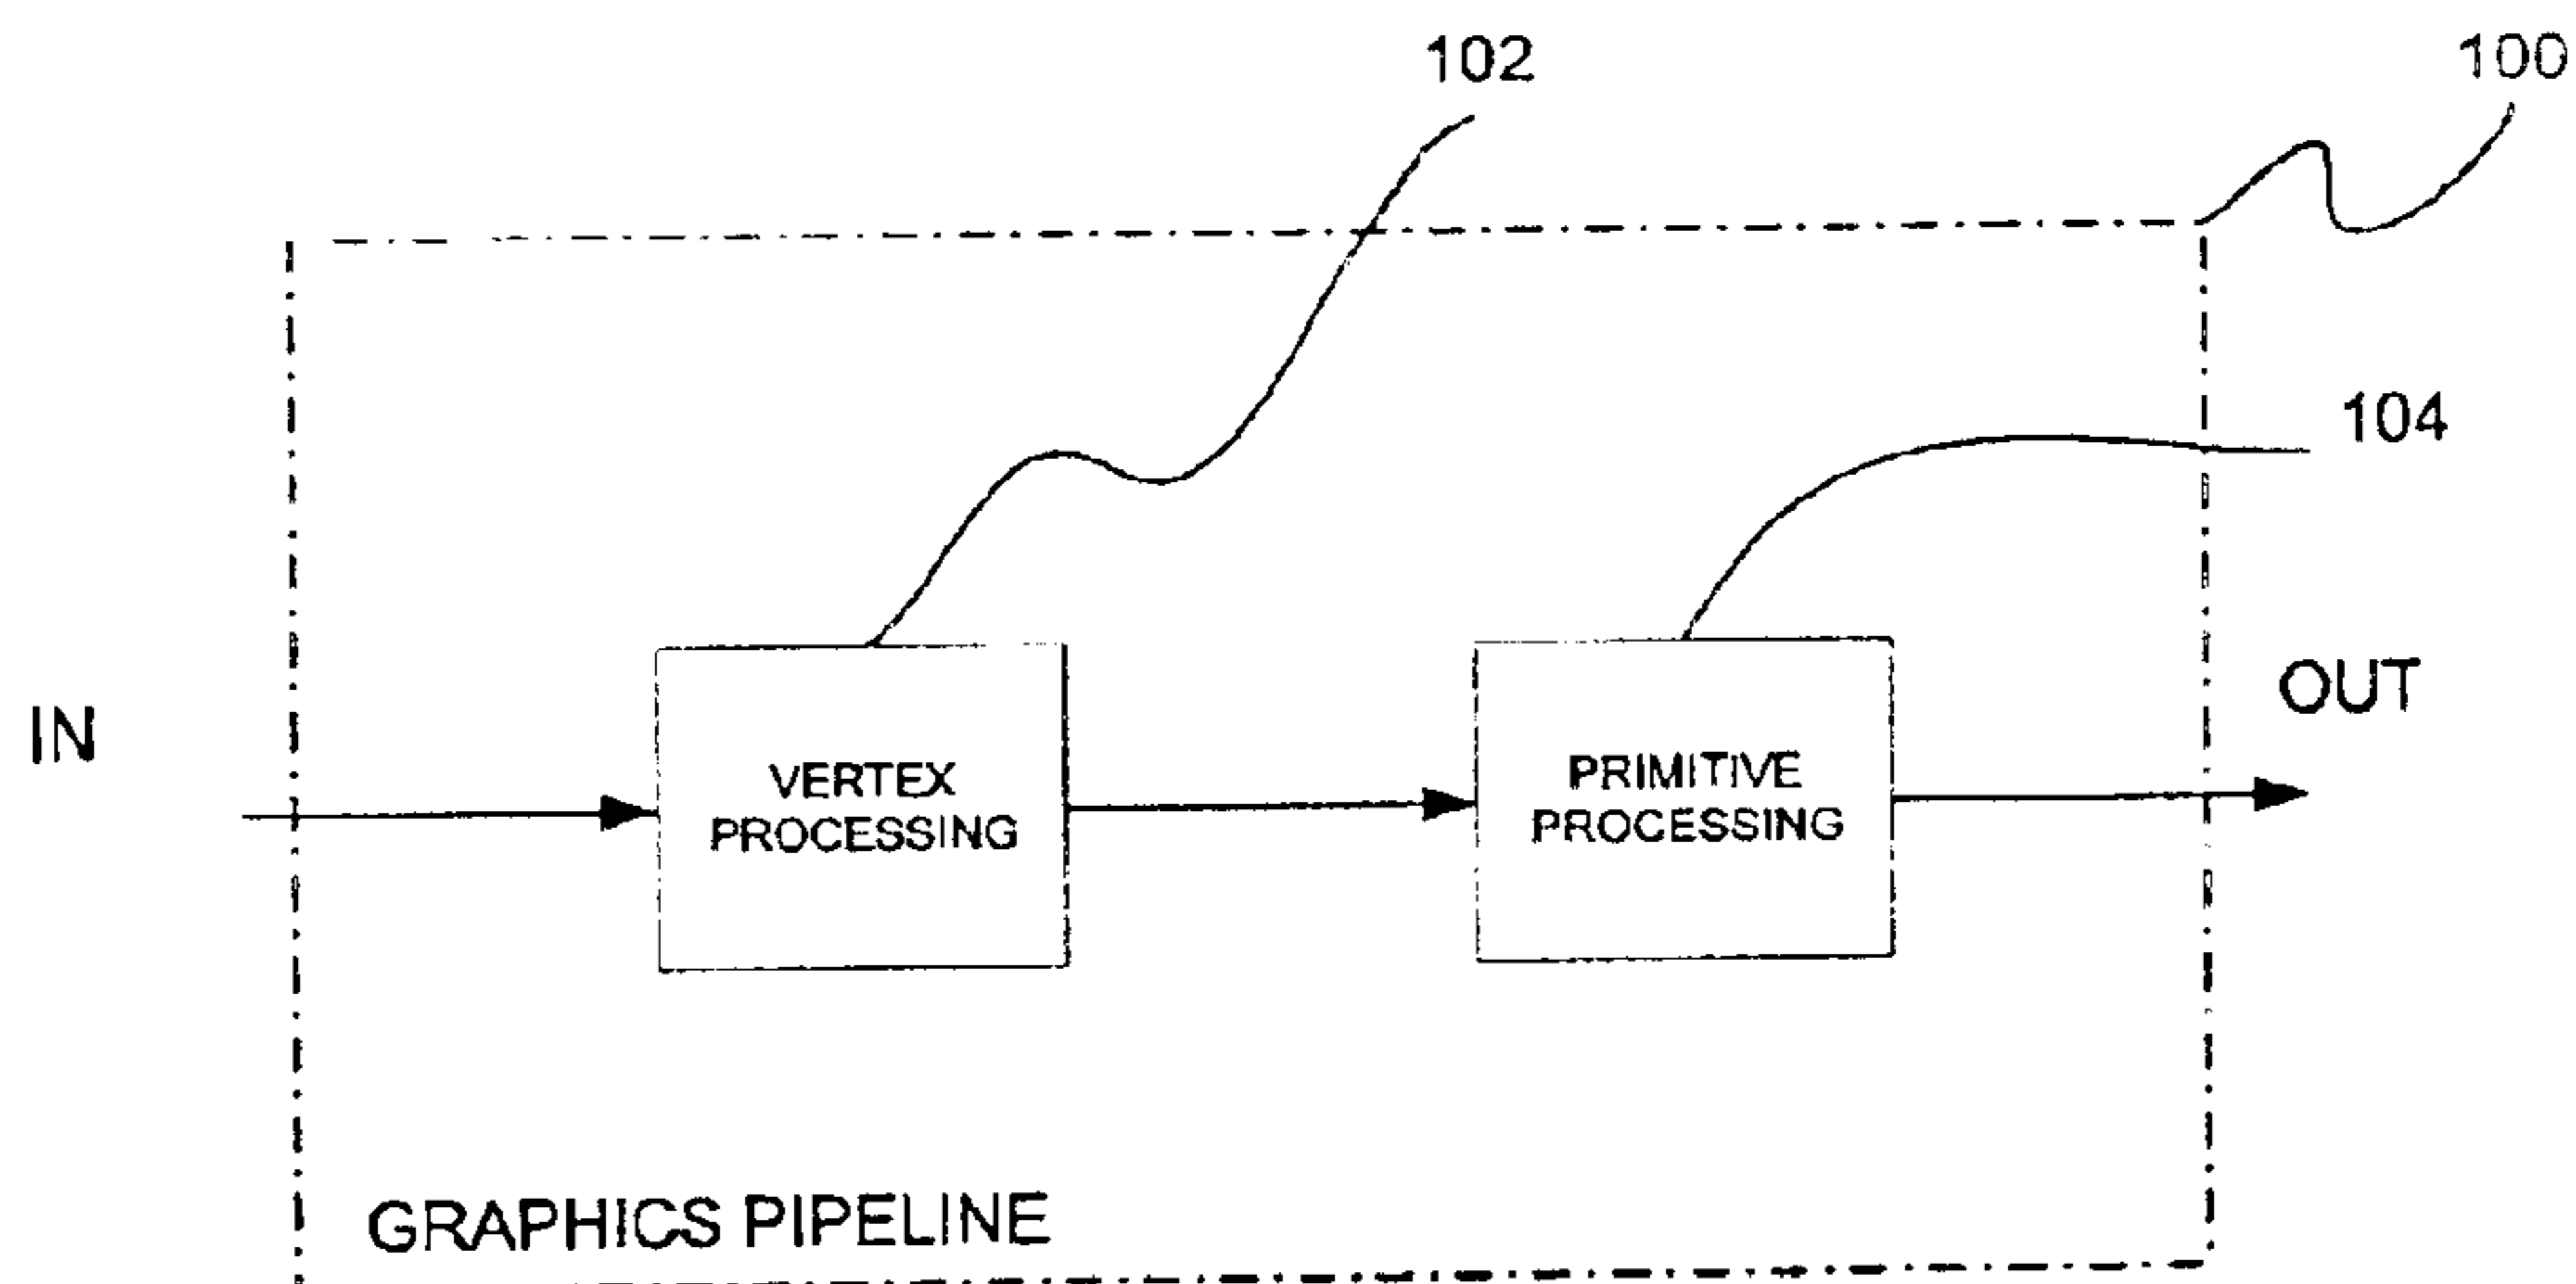 102
100
104
IN
OUT
VERTEX
PROCESSING
PRIMITIVE
PROCESSING
GRAPHICS PIPELINE